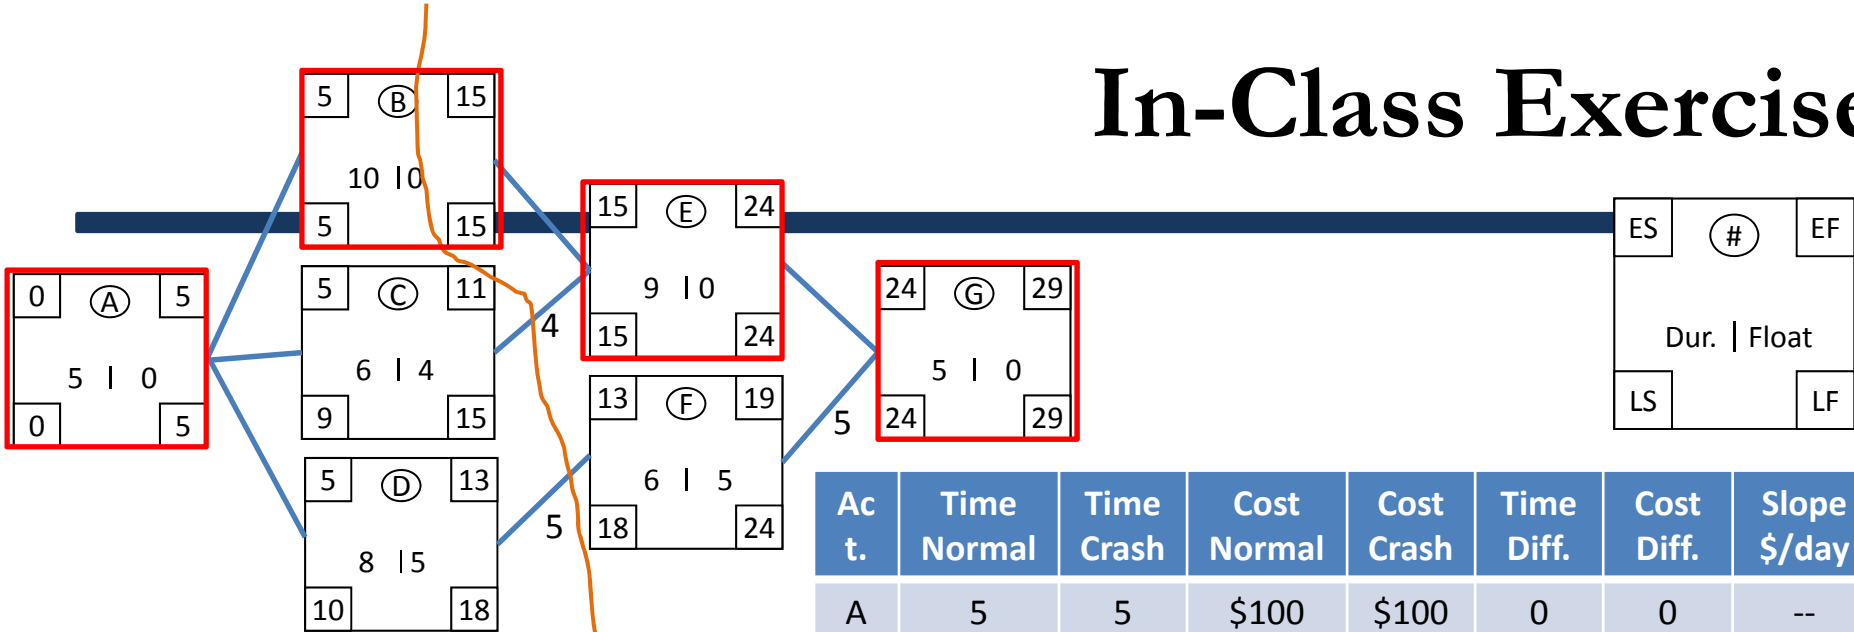 In-Class Exercise
5 B 15
10 | 0
5 15
0 A 5
5 | 0
0 5
5 C 11
6 | 4
9 15
4
5 D 13
8 | 5
10 18
5
15 E 24
9 | 0
15 24
13 F 19
6 | 5
18 24
5
24 G 29
5 | 0
24 29
ES # EF
Dur. | Float
LS LF
Ac Time Time Cost Cost Time Cost Slope
t. Normal Crash Normal Crash Diff. Diff. $/day
A 5 5 $100 $100 0 0 --